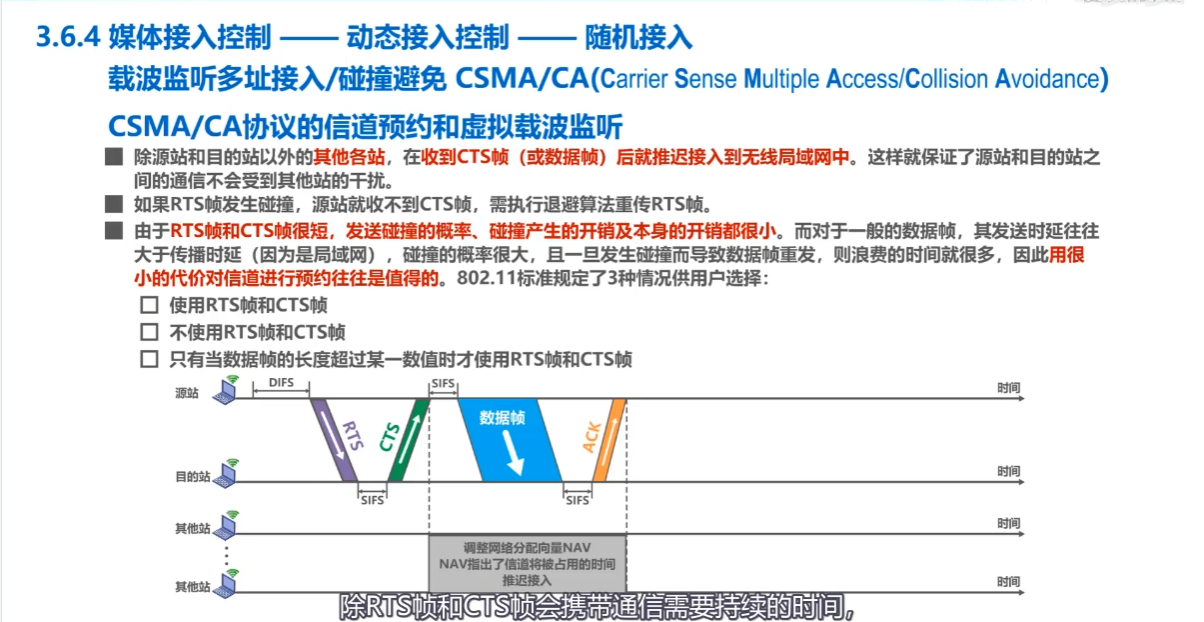 3.6.4 媒体接入控制 —— 动态接入控制 —— 随机接入
载波监听多址接入/碰撞避免 CSMA/CA(Carrier Sense Multiple Access/Collision Avoidance)
CSMA/CA协议的信道预约和虚拟载波监听
除源站和目的站以外的其他各站，在收到CTS帧（或数据帧）后就推迟接入到无线局域网中。这样就保证了源站和目的站之
间的通信不会受到其他站的干扰。
如果RTS帧发生碰撞，源站就收不到CTS帧，需执行退避算法重传RTS帧。
由于RTS帧和CTS帧很短，发送碰撞的概率、碰撞产生的开销及本身的开销都很小。而对于一般的数据帧，其发送时延往往
大于传播时延（因为是局域网），碰撞的概率很大，且一旦发生碰撞而导致数据帧重发，则浪费的时间就很多，因此用很
小的代价对信道进行预约往往是值得的。802.11标准规定了3种情况供用户选择：
使用RTS帧和CTS帧
不使用RTS帧和CTS帧
只有当数据帧的长度超过某一数值时才使用RTS帧和CTS帧
源站
DIFS
SIFS
时间
RTS
CTS
数据帧
ACK
目的站
时间
SIFS
SIFS
其他站
时间
调整网络分配向量NAV
NAV指出了信道将被占用的时间
推迟接入
其他站
时间
除RTS帧和CTS帧会携带通信需要持续的时间，